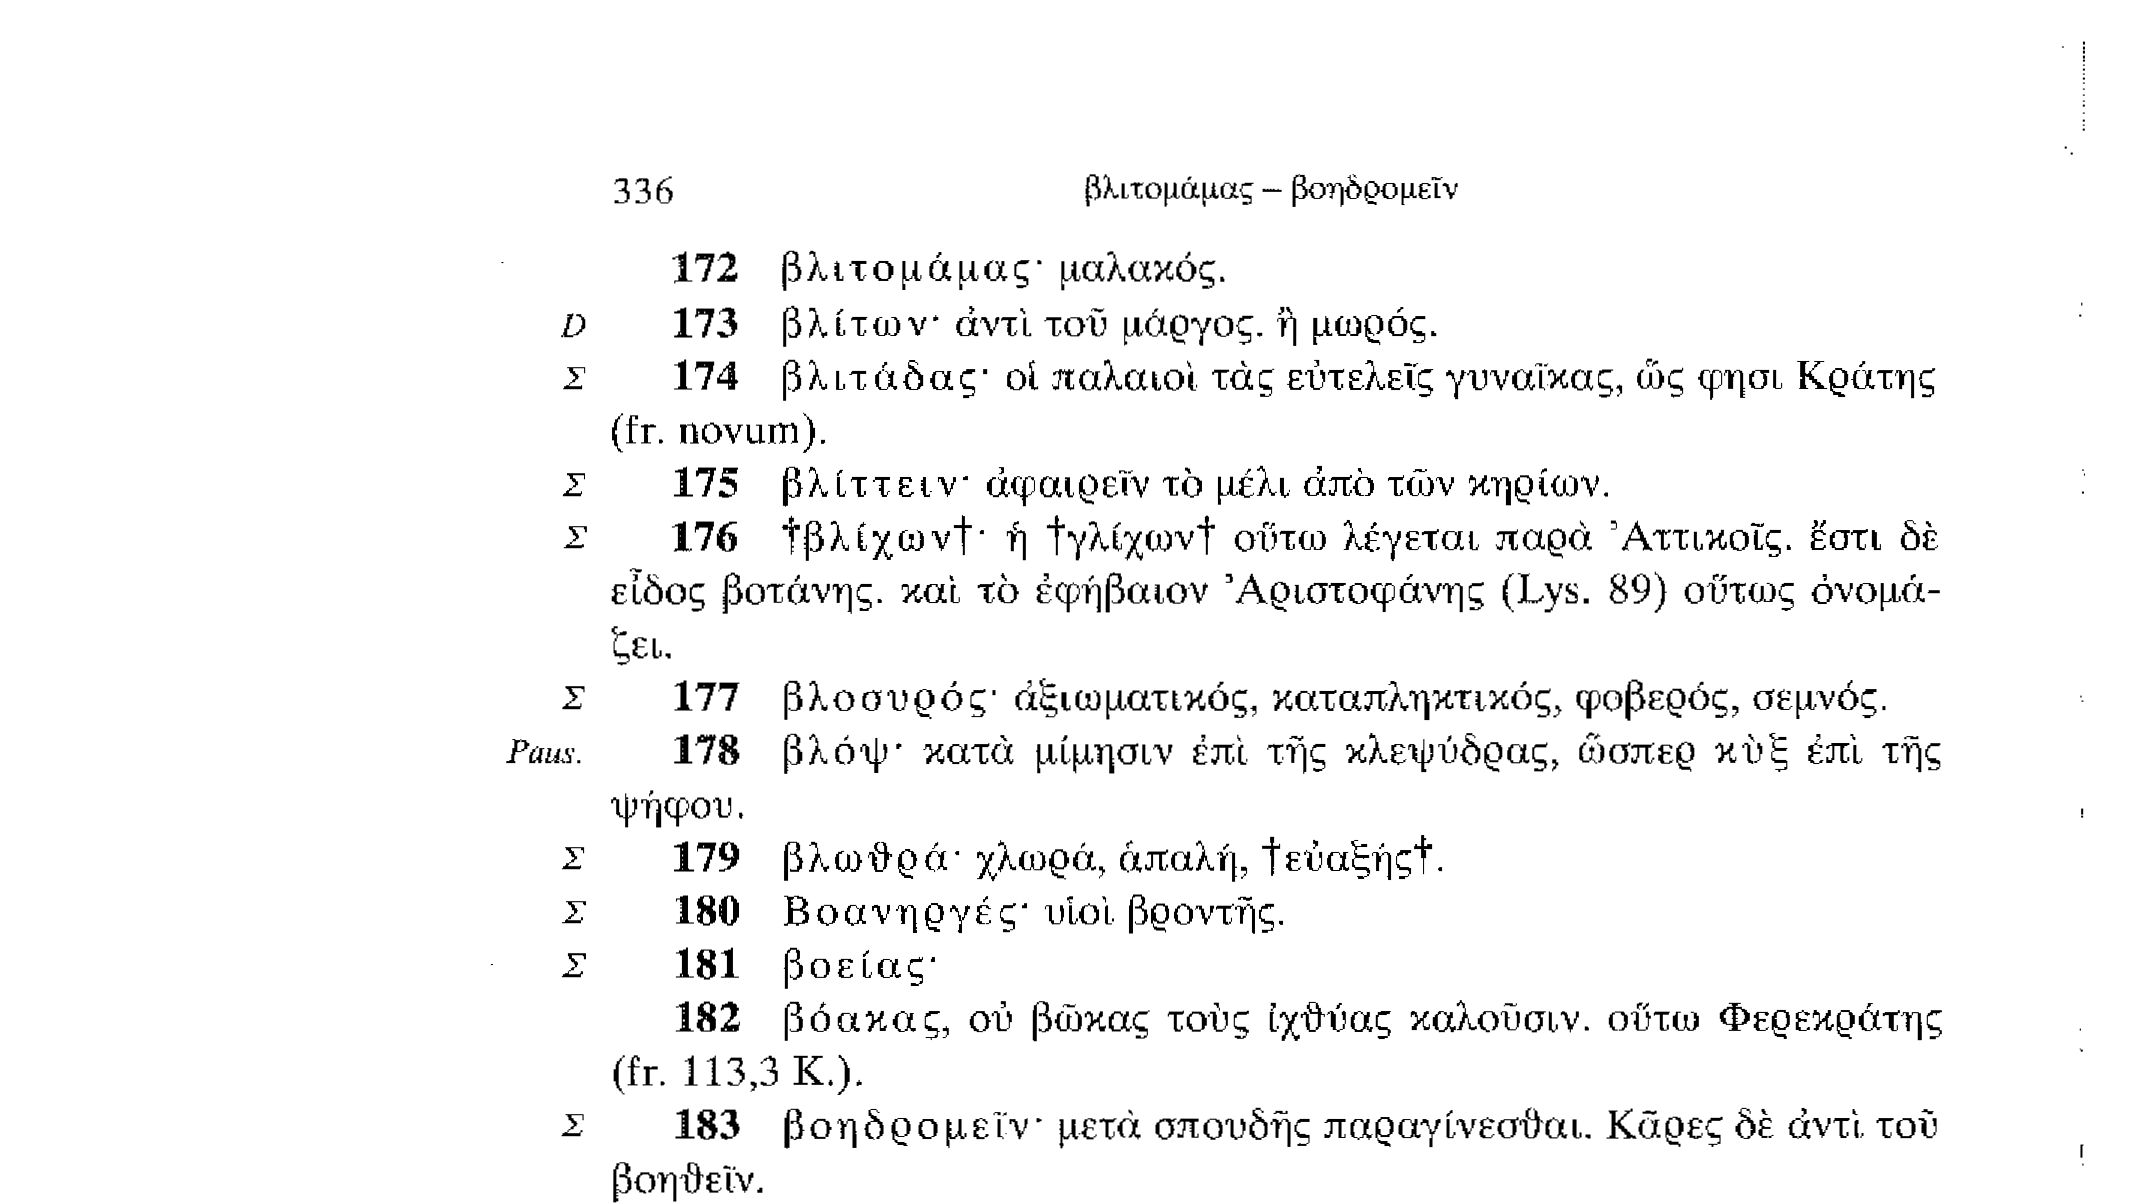 336 βλιτομάμας – βοηδρομεῖν
172 βλιτομάμας· μαλακός.
D 173 βλίτων· ἀντὶ τοῦ μάργος. ἢ μωρός.
Σ 174 βλιτάδας· οἱ παλαιοὶ τὰς εὐτελεῖς γυναῖκας, ὥς φησι Κράτης
(fr. novum).
Σ 175 βλίττειν· ἀφαιρεῖν τὸ μέλι ἀπὸ τῶν κηρίων.
Σ 176 †βλίχων†· ἡ †γλίχων† οὕτω λέγεται παρὰ Ἀττικοῖς. ἔστι δὲ
εἶδος βοτάνης. καὶ τὸ ἐφήβαιον Ἀριστοφάνης (Lys. 89) οὕτως ὀνομά-
ζει.
Σ 177 βλοσυρός· ἀξιωματικός, καταπληκτικός, φοβερός, σεμνός.
Paus. 178 βλόψ· κατὰ μίμησιν ἐπὶ τῆς κλεψύδρας, ὥσπερ κὺξ ἐπὶ τῆς
ψήφου.
Σ 179 βλωθρά· χλωρά, ἁπαλή, †εὐαξής†.
Σ 180 Βοανηργές· υἱοὶ βροντῆς.
Σ 181 βοείας·
182 βόακας, οὐ βῶκας τοὺς ἰχθύας καλοῦσιν. οὕτω Φερεκράτης
(fr. 113,3 K.).
Σ 183 βοηδρομεῖν· μετὰ σπουδῆς παραγίνεσθαι. Κᾶρες δὲ ἀντὶ τοῦ
βοηθεῖν.